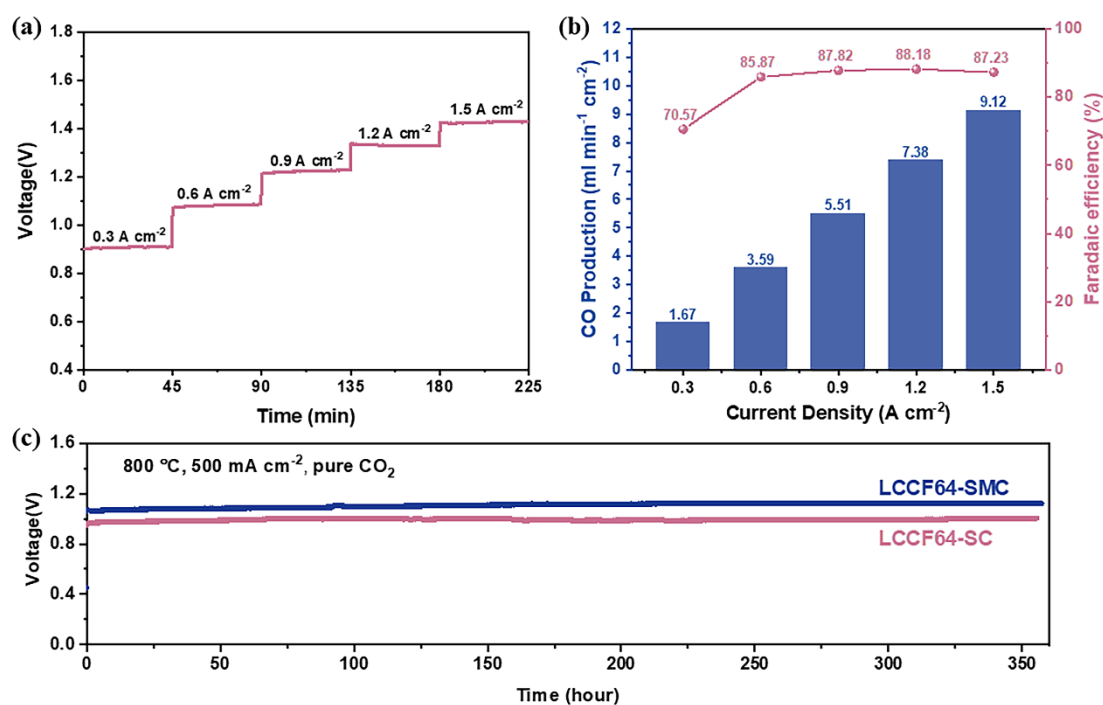 (a)
1.8
1.6
1.4
1.2
1.0
0.8
0.6
0.4
Voltage(V)
0.3 A cm-2
0.6 A cm-2
0.9 A cm-2
1.2 A cm-2
1.5 A cm-2
0 45 90 135 180 225
Time (min)
(b)
12
11
10
9
8
7
6
5
4
3
2
1
0
CO Production (ml min-1 cm-2)
70.57 85.87 87.82 88.18 87.23
1.67 3.59 5.51 7.38 9.12
100
80
60
40
20
0
Faradaic efficiency (%)
0.3 0.6 0.9 1.2 1.5
Current Density (A cm-2)
(c)
1.6
1.2
0.8
0.4
0.0
Voltage(V)
800 °C, 500 mA cm-2, pure CO2
LCCF64-SMC
LCCF64-SC
0 50 100 150 200 250 300 350
Time (hour)